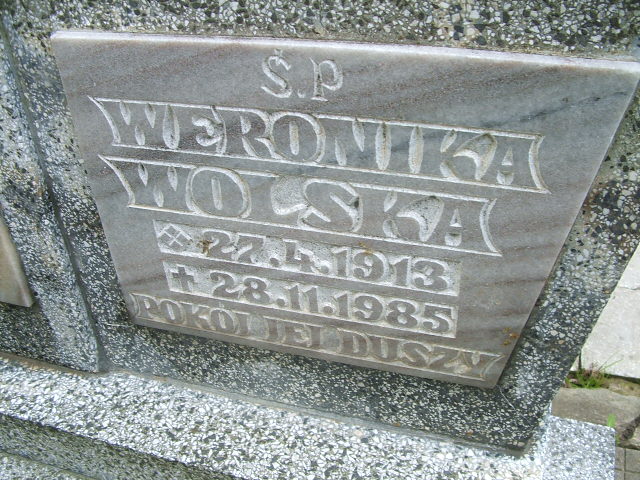 Ś.P
WERONIKA
WOLSKA
27.4.1913
✝ 28.11.1985
POKÓJ JEJ DUSZY